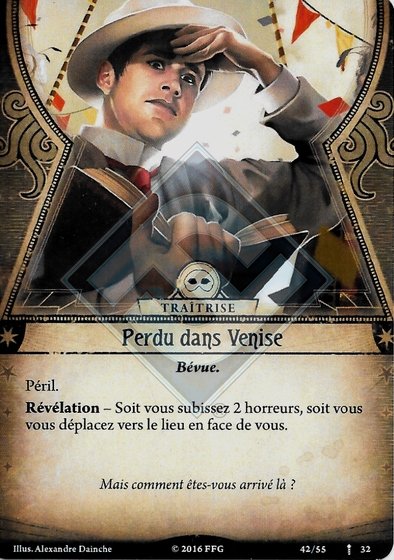 TRAÎTRISE
Perdu dans Venise
Bévue.
Péril.
Révélation – Soit vous subissez 2 horreurs, soit vous
vous déplacez vers le lieu en face de vous.
Mais comment êtes-vous arrivé là ?
Illus. Alexandre Dainche
© 2016 FFG
42/55
32